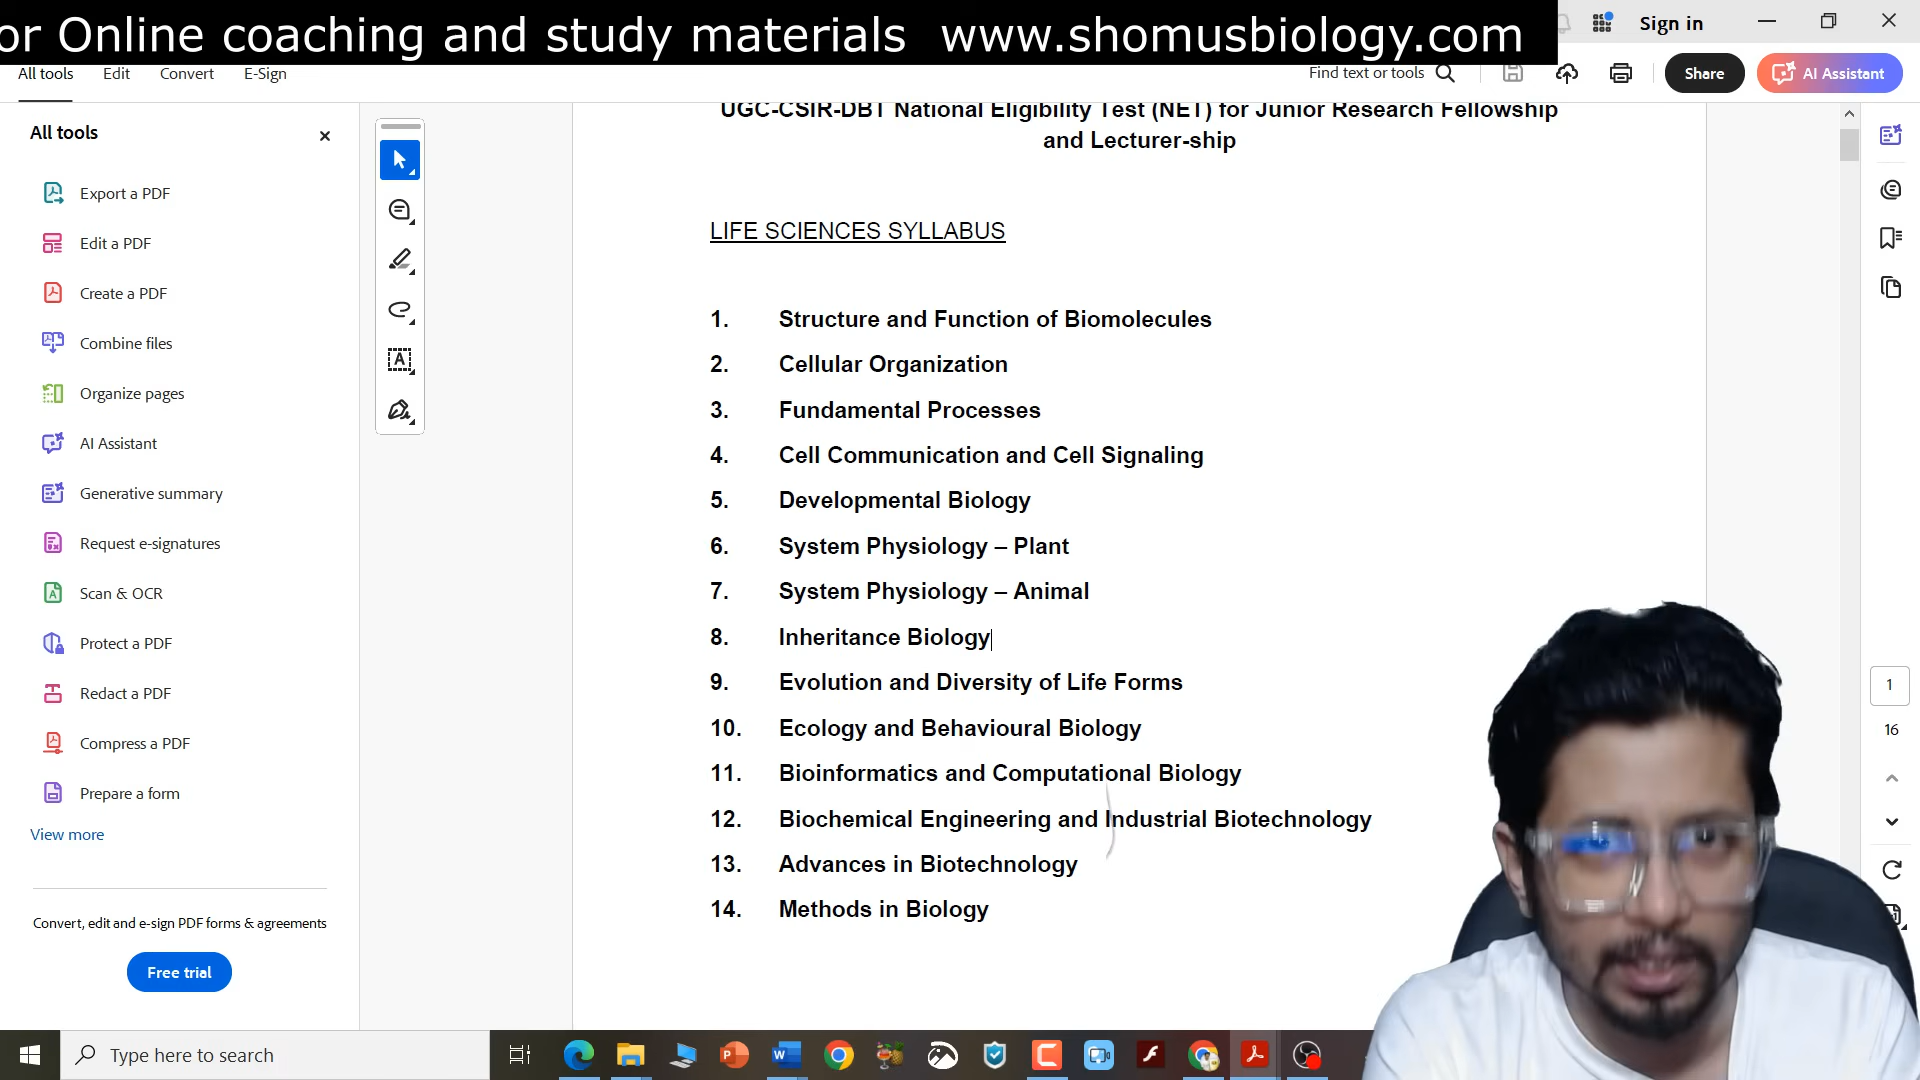 or Online coaching and study materials www.shomusbiology.com
Sign in
All tools Edit Convert E-Sign
Find text or tools
Share
AI Assistant
All tools
Export a PDF
Edit a PDF
Create a PDF
Combine files
Organize pages
AI Assistant
Generative summary
Request e-signatures
Scan & OCR
Protect a PDF
Redact a PDF
Compress a PDF
Prepare a form
View more
Convert, edit and e-sign PDF forms & agreements
Free trial
UGC-CSIR-DBT National Eligibility Test (NET) for Junior Research Fellowship
and Lecturer-ship
LIFE SCIENCES SYLLABUS
1. Structure and Function of Biomolecules
2. Cellular Organization
3. Fundamental Processes
4. Cell Communication and Cell Signaling
5. Developmental Biology
6. System Physiology – Plant
7. System Physiology – Animal
8. Inheritance Biology
9. Evolution and Diversity of Life Forms
10. Ecology and Behavioural Biology
11. Bioinformatics and Computational Biology
12. Biochemical Engineering and Industrial Biotechnology
13. Advances in Biotechnology
14. Methods in Biology
1
16
Type here to search